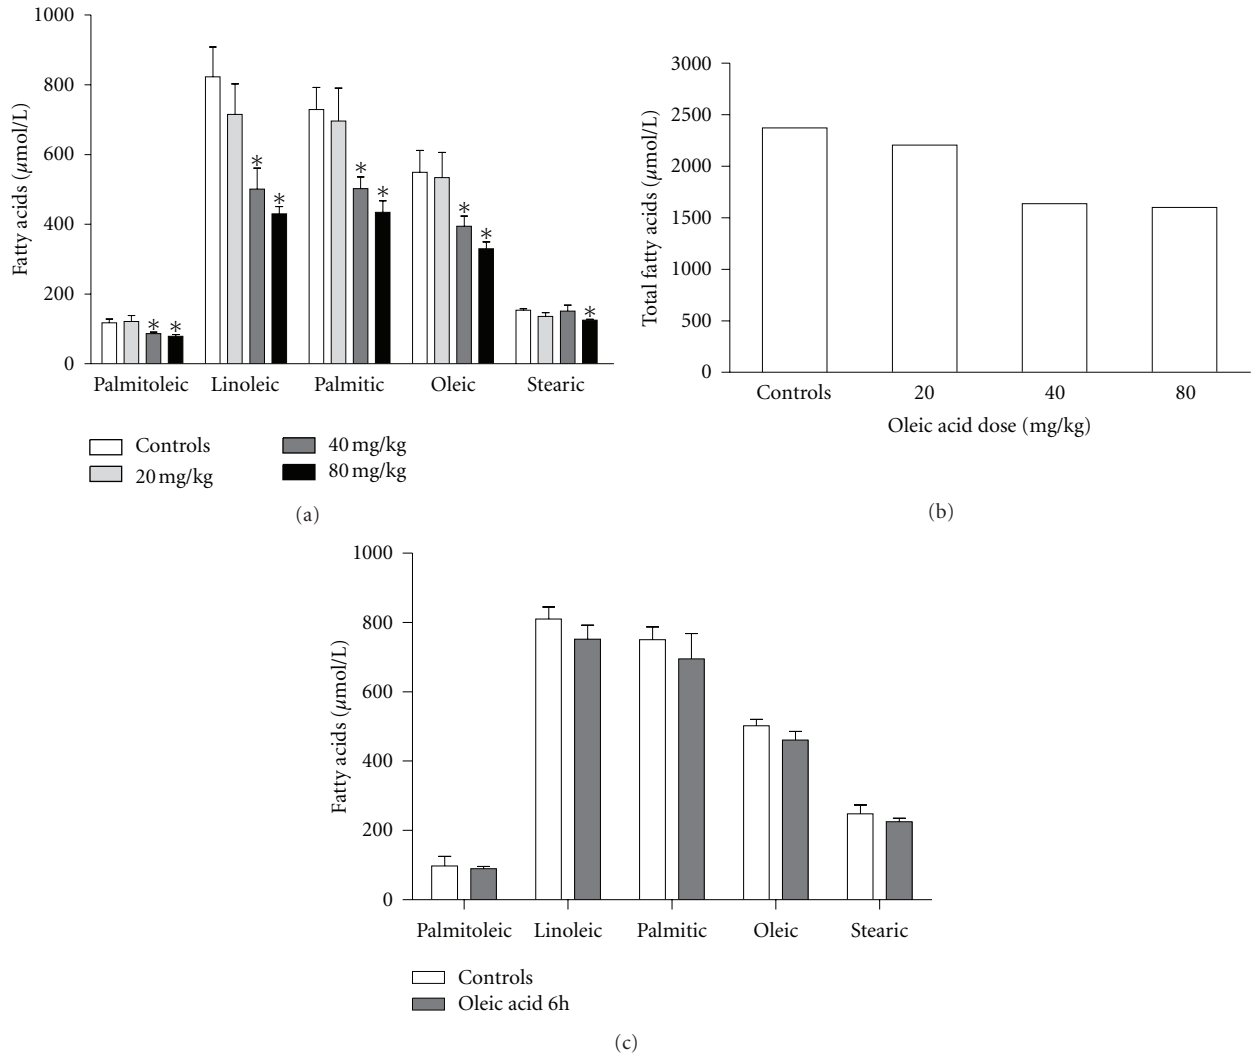 1000
800
600
400
200
0
Fatty acids (μmol/L)
* * * * * * * * *
Palmitoleic Linoleic Palmitic Oleic Stearic
Controls 40 mg/kg
20 mg/kg 80 mg/kg
(a)
3000
2500
2000
1500
1000
500
0
Total fatty acids (μmol/L)
Controls 20 40 80
Oleic acid dose (mg/kg)
(b)
1000
800
600
400
200
0
Fatty acids (μmol/L)
Palmitoleic Linoleic Palmitic Oleic Stearic
Controls
Oleic acid 6h
(c)